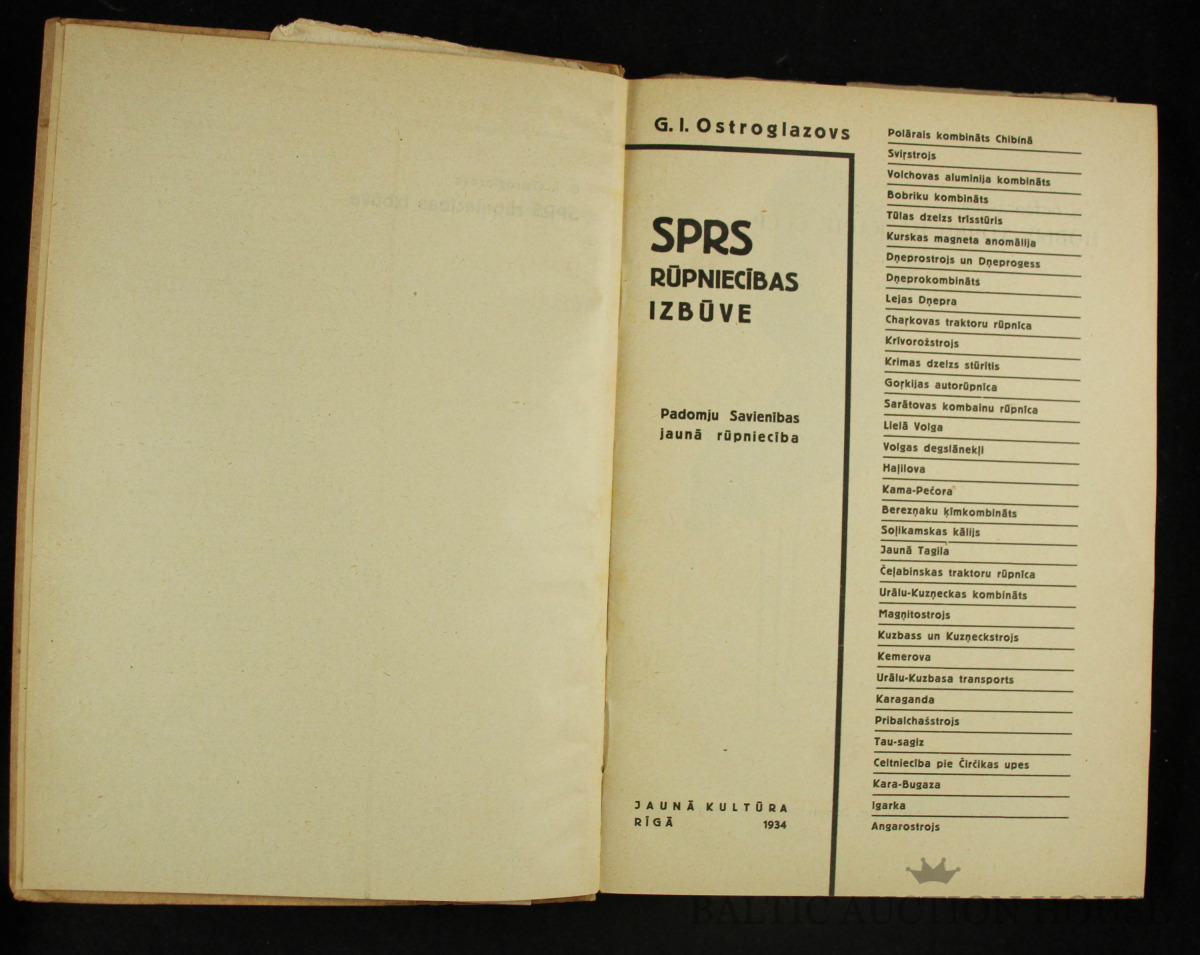 G. I. Ostroglazovs
SPRS
RŪPNIECĪBAS
IZBŪVE
Padomju Savienības
jaunā rūpniecība
JAUNĀ KULTŪRA
RĪGĀ 1934
Polārais kombināts Chibinā
Sviŗstrojs
Volchovas aluminija kombināts
Bobriku kombināts
Tūlas dzelzs trīsstūris
Kurskas magneta anomālija
Dņeprostrojs un Dņeprogess
Dņeprokombināts
Lejas Dņepra
Chaŗkovas traktoru rūpnīca
Krīvorožstrojs
Krimas dzelzs stūrītis
Goŗkijas autorūpnīca
Sarātovas kombainu rūpnīca
Lielā Volga
Volgas degslānekļi
Haļilova
Kama-Pečora
Berezņaku ķīmkombināts
Soļikamskas kālijs
Jaunā Tagila
Čeļabinskas traktoru rūpnīca
Urālu-Kuzņeckas kombināts
Magņitostrojs
Kuzbass un Kuzņeckstrojs
Kemerova
Urālu-Kuzbasa transports
Karaganda
Pribalchašstrojs
Tau-sagiz
Celtniecība pie Čirčikas upes
Kara-Bugaza
Igarka
Angarostrojs
BALTIC AUCTION HOUSE